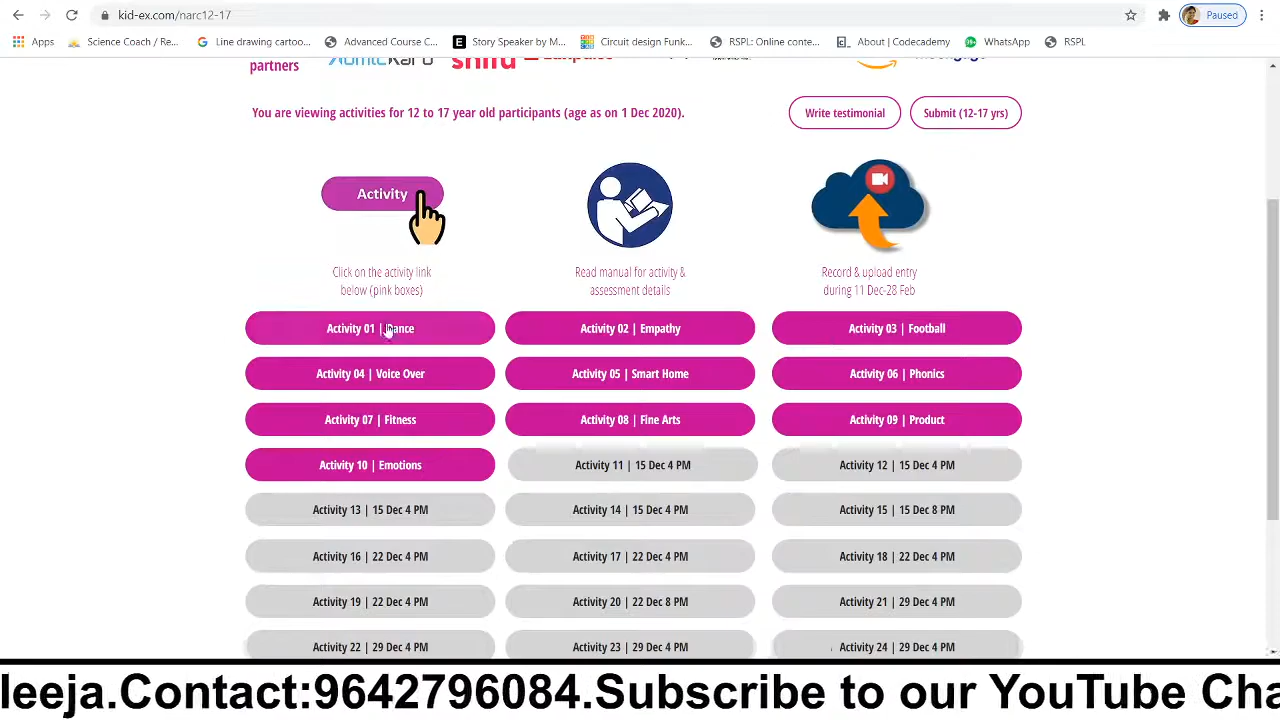 kid-ex.com/narc12-17
Paused
Apps
Science Coach / Re...
Line drawing cartoo...
Advanced Course C...
Story Speaker by M...
Circuit design Funk...
RSPL: Online conte...
About | Codecademy
WhatsApp
RSPL
partners
You are viewing activities for 12 to 17 year old participants (age as on 1 Dec 2020).
Write testimonial
Submit (12-17 yrs)
Activity
Click on the activity link
below (pink boxes)
Read manual for activity &
assessment details
Record & upload entry
during 11 Dec-28 Feb
Activity 01 | Dance
Activity 02 | Empathy
Activity 03 | Football
Activity 04 | Voice Over
Activity 05 | Smart Home
Activity 06 | Phonics
Activity 07 | Fitness
Activity 08 | Fine Arts
Activity 09 | Product
Activity 10 | Emotions
Activity 11 | 15 Dec 4 PM
Activity 12 | 15 Dec 4 PM
Activity 13 | 15 Dec 4 PM
Activity 14 | 15 Dec 4 PM
Activity 15 | 15 Dec 8 PM
Activity 16 | 22 Dec 4 PM
Activity 17 | 22 Dec 4 PM
Activity 18 | 22 Dec 4 PM
Activity 19 | 22 Dec 4 PM
Activity 20 | 22 Dec 8 PM
Activity 21 | 29 Dec 4 PM
Activity 22 | 29 Dec 4 PM
Activity 23 | 29 Dec 4 PM
Activity 24 | 29 Dec 4 PM
leeja.Contact:9642796084.Subscribe to our YouTube Cha